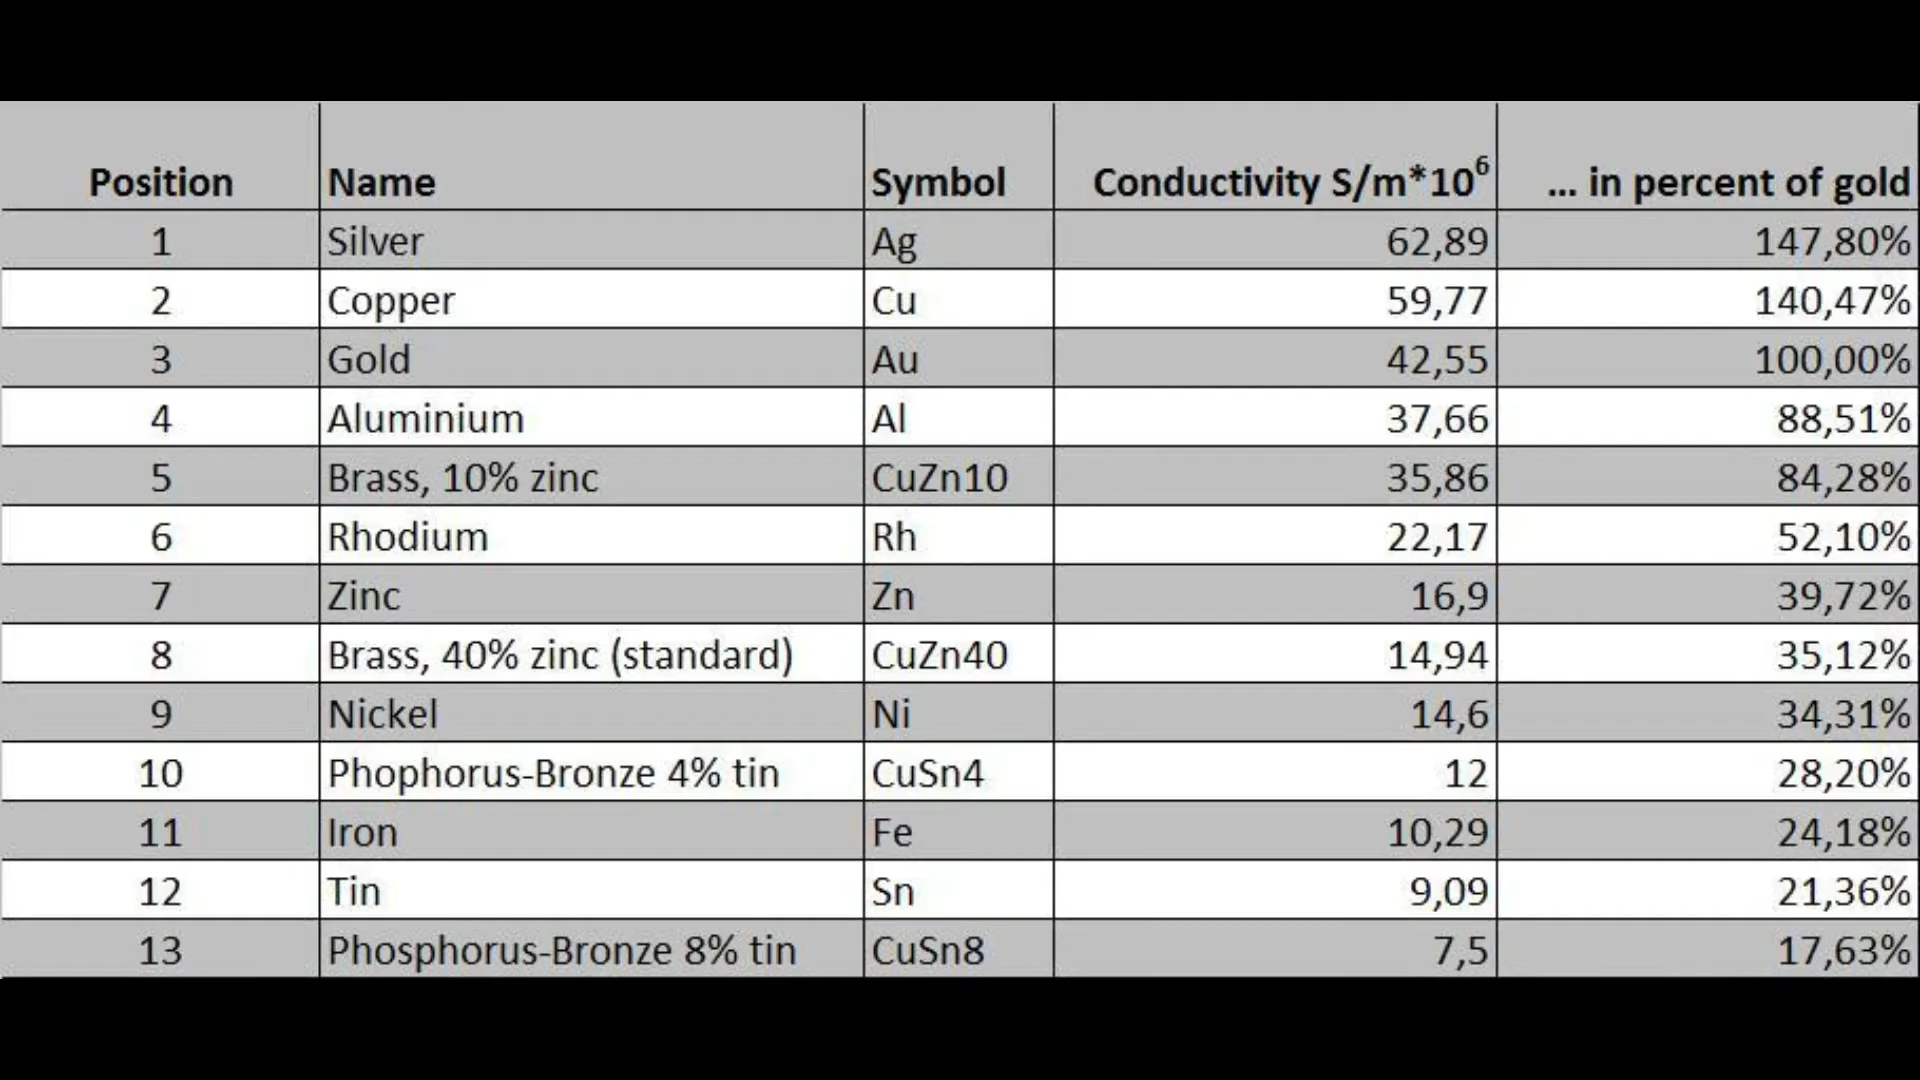 Position Name Symbol Conductivity S/m*10⁶ ... in percent of gold
1 Silver Ag 62,89 147,80%
2 Copper Cu 59,77 140,47%
3 Gold Au 42,55 100,00%
4 Aluminium Al 37,66 88,51%
5 Brass, 10% zinc CuZn10 35,86 84,28%
6 Rhodium Rh 22,17 52,10%
7 Zinc Zn 16,9 39,72%
8 Brass, 40% zinc (standard) CuZn40 14,94 35,12%
9 Nickel Ni 14,6 34,31%
10 Phophorus-Bronze 4% tin CuSn4 12 28,20%
11 Iron Fe 10,29 24,18%
12 Tin Sn 9,09 21,36%
13 Phosphorus-Bronze 8% tin CuSn8 7,5 17,63%